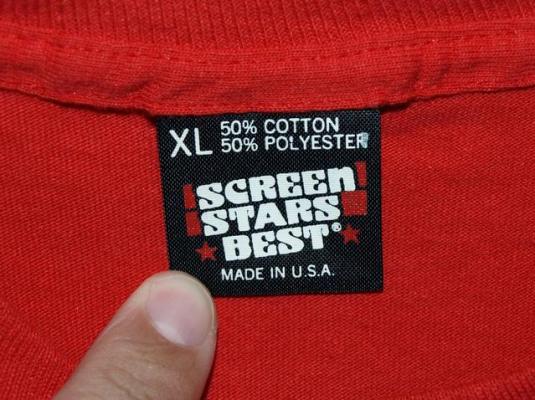 XL 50% COTTON
50% POLYESTER
SCREEN
STARS
BEST®
MADE IN U.S.A.